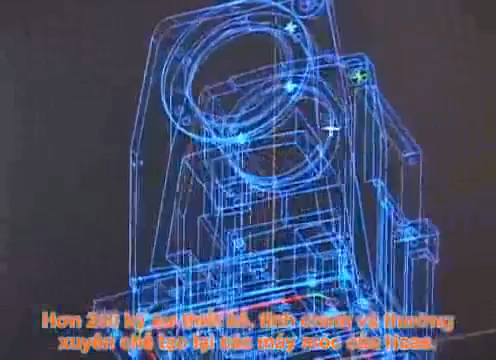 Hơn 200 kỹ sư thiết kế, tinh chỉnh và thường
xuyên chế tạo lại các máy móc của Haas.